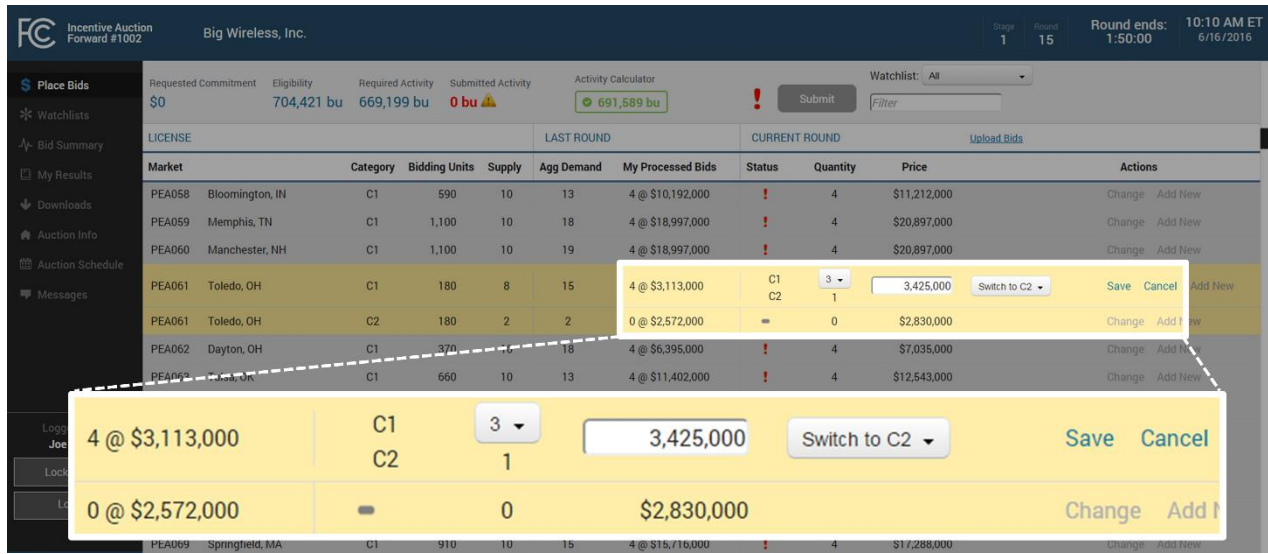 FCC Incentive Auction Forward #1002 Big Wireless, Inc. Stage 1 Round 15 Round ends: 1:50:00 10:10 AM ET 6/16/2016
Place Bids
Watchlists
Bid Summary
My Results
Downloads
Auction Info
Auction Schedule
Messages
Requested Commitment Eligibility Required Activity Submitted Activity Activity Calculator Watchlist: All
$0 704,421 bu 669,199 bu 0 bu 691,589 bu ! Submit Filter
LICENSE LAST ROUND CURRENT ROUND Upload Bids
Market Category Bidding Units Supply Agg Demand My Processed Bids Status Quantity Price Actions
PEA058 Bloomington, IN C1 590 10 13 4 @ $10,192,000 ! 4 $11,212,000 Change Add New
PEA059 Memphis, TN C1 1,100 10 18 4 @ $18,997,000 ! 4 $20,897,000 Change Add New
PEA060 Manchester, NH C1 1,100 10 19 4 @ $18,997,000 ! 4 $20,897,000 Change Add New
PEA061 Toledo, OH C1 180 8 15 4 @ $3,113,000 C1 3 3,425,000 Switch to C2 Save Cancel Add New
C2 1
PEA061 Toledo, OH C2 180 2 2 0 @ $2,572,000 - 0 $2,830,000 Change Add New
PEA062 Dayton, OH C1 370 18 4 @ $6,395,000 ! 4 $7,035,000 Change Add New
PEA063 Tulsa, OK C1 660 10 13 4 @ $11,402,000 ! 4 $12,543,000 Change Add New
4 @ $3,113,000 C1 3 3,425,000 Switch to C2 Save Cancel
C2 1
0 @ $2,572,000 - 0 $2,830,000 Change Add
Joe
Lock
PEA069 Springfield, MA C1 910 10 15 4 @ $15,716,000 ! 4 $17,288,000 Change Add New